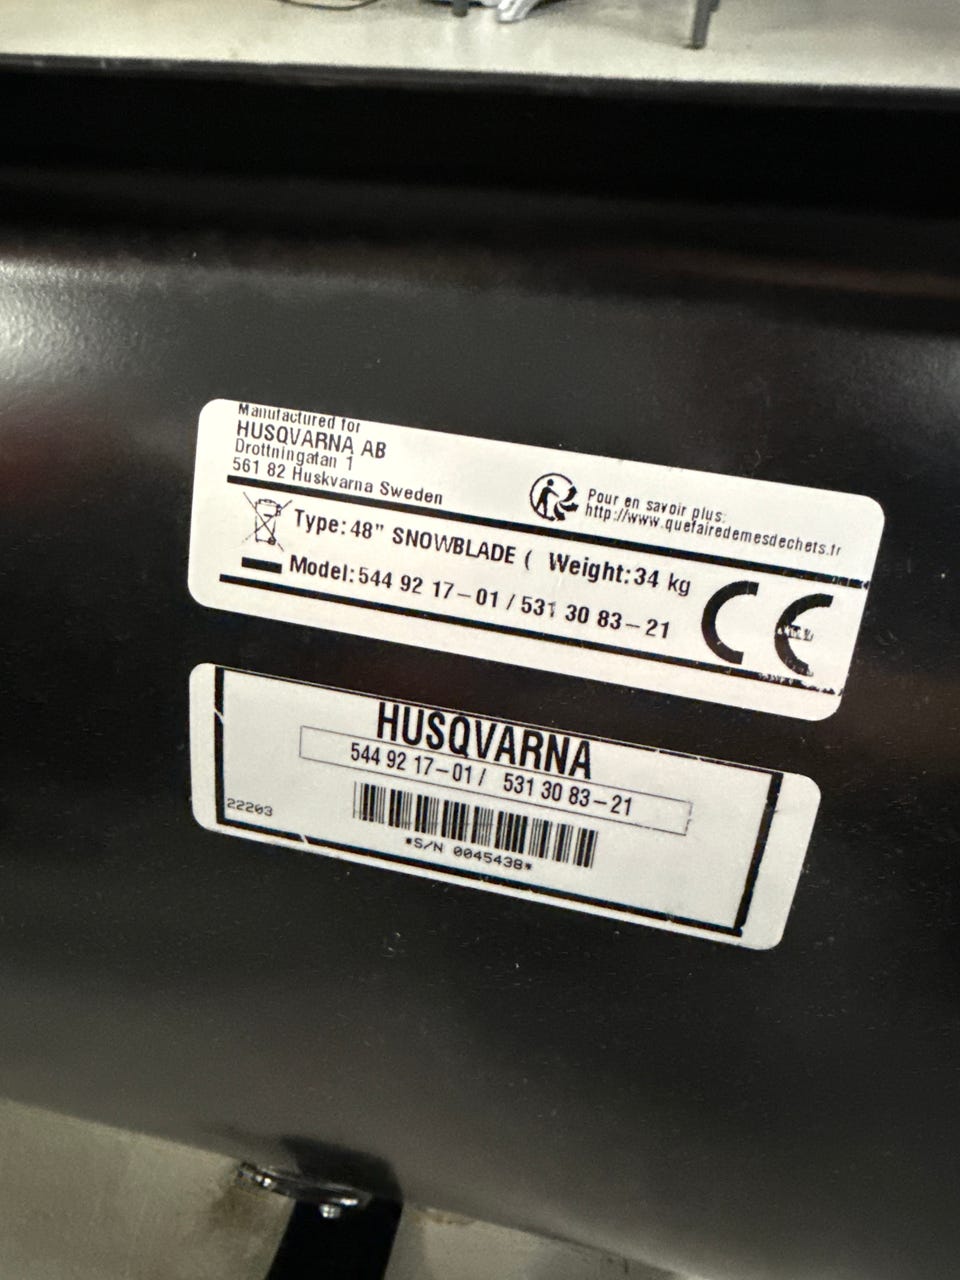 Manufactured for
HUSQVARNA AB
Drottningatan 1
561 82 Huskvarna Sweden
Pour en savoir plus:
http://www.quefairedemesdechets.fr
Type: 48” SNOWBLADE ( Weight: 34 kg
Model: 544 92 17-01 / 531 30 83-21
CE
HUSQVARNA
544 92 17-01 / 531 30 83-21
22203
*S/N 0045438*